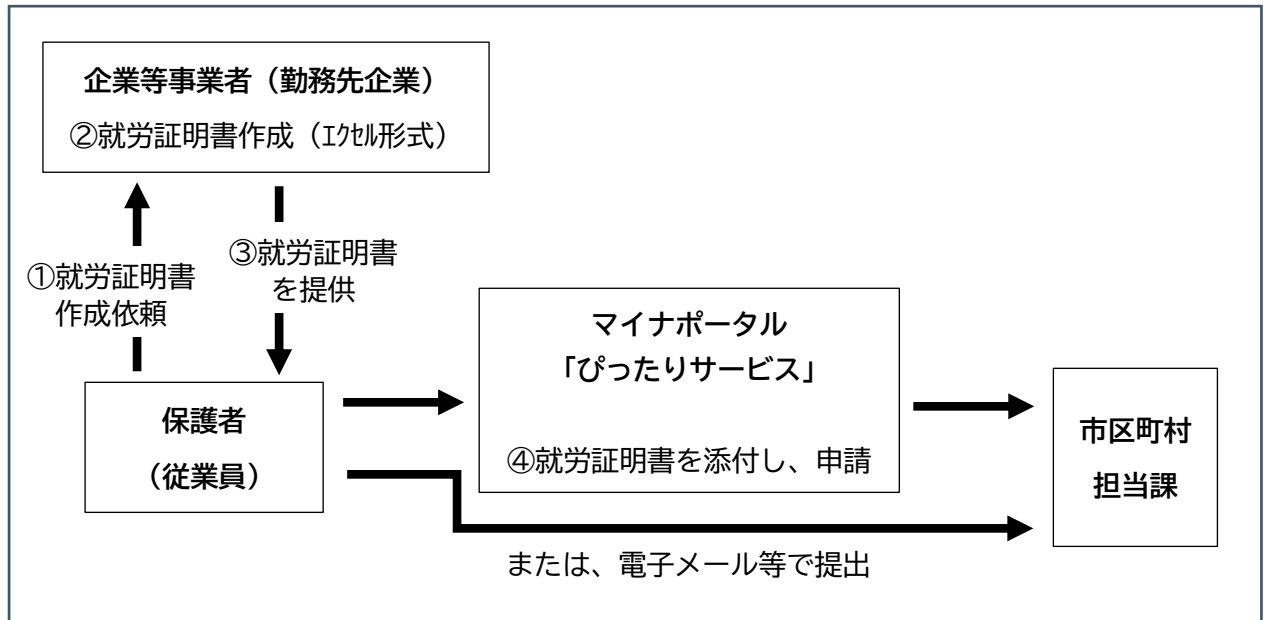 企業等事業者（勤務先企業）
②就労証明書作成（ｴｸｾﾙ形式）
①就労証明書
作成依頼
③就労証明書
を提供
保護者
（従業員）
マイナポータル
「ぴったりサービス」
④就労証明書を添付し、申請
または、電子メール等で提出
市区町村
担当課